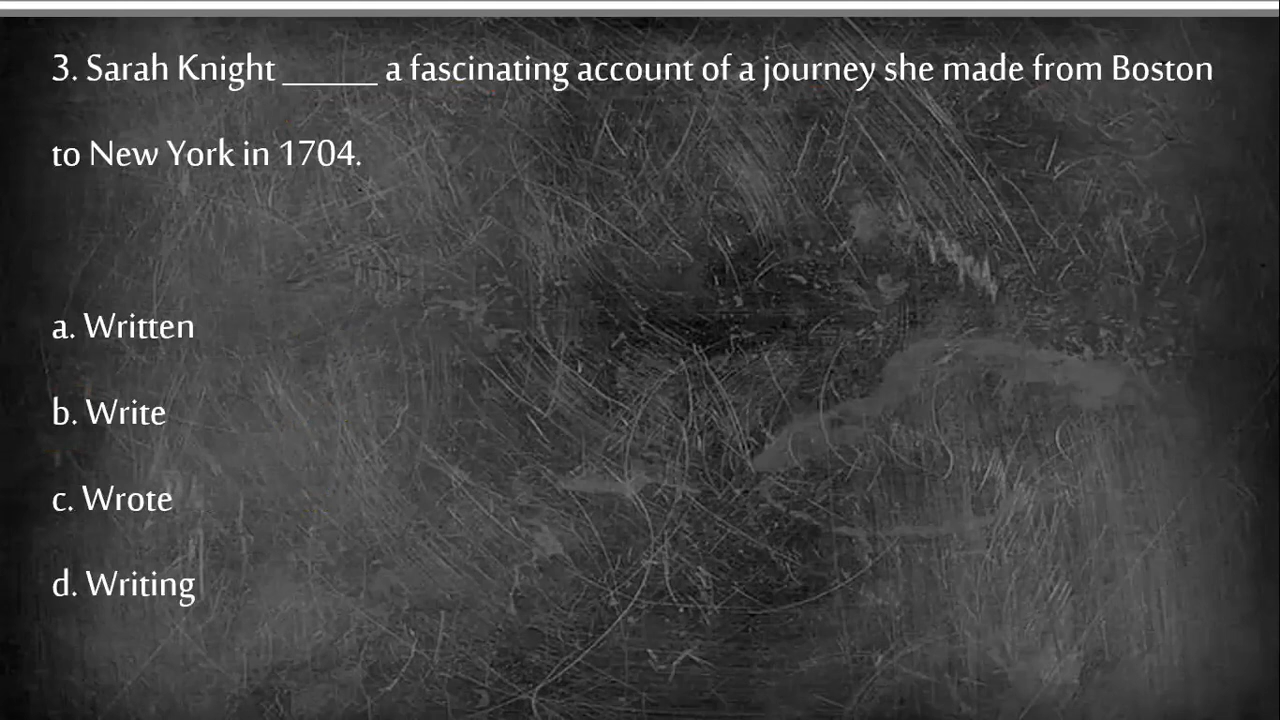 3. Sarah Knight _____ a fascinating account of a journey she made from Boston
to New York in 1704.
a. Written
b. Write
c. Wrote
d. Writing